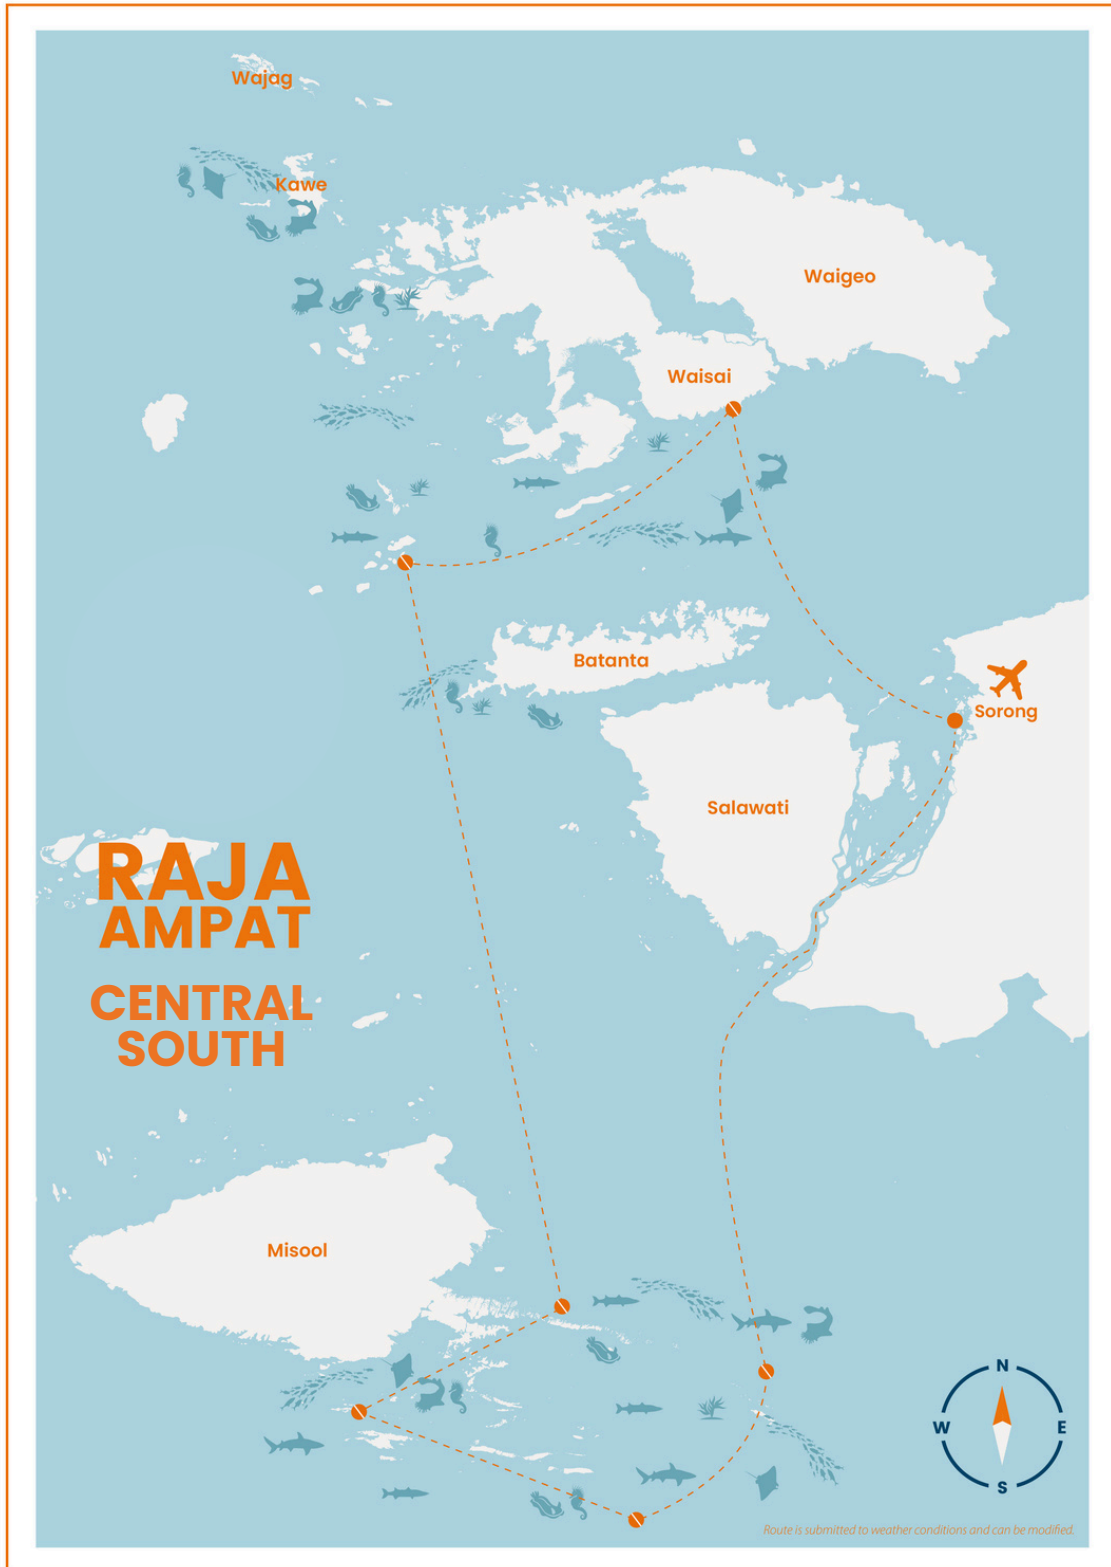 Wajag
Kawe
Waigeo
Waisai
Batanta
Sorong
Salawati
RAJA
AMPAT
CENTRAL
SOUTH
Misool
N
W
E
S
Route is submitted to weather conditions and can be modified.